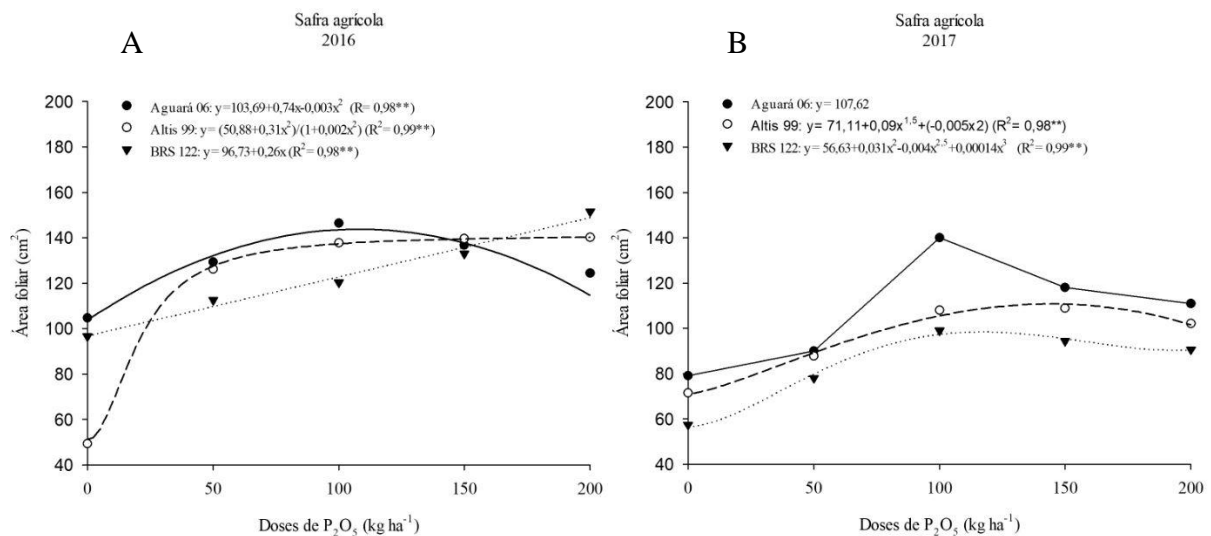 Safra agrícola
2016
A
Aguará 06: y=103,69+0,74x-0,003x² (R= 0,98**)
Altis 99: y= (50,88+0,31x²)/(1+0,002x²) (R²= 0,99**)
BRS 122: y= 96,73+0,26x (R²= 0,98**)
Área foliar (cm²)
200
180
160
140
120
100
80
60
40
0
50
100
150
200
Doses de P₂O₅ (kg ha⁻¹)
Safra agrícola
2017
B
Aguará 06: y= 107,62
Altis 99: y= 71,11+0,09x¹,⁵+(-0,005x2) (R²= 0,98**)
BRS 122: y= 56,63+0,031x²-0,004x²,⁵+0,00014x³ (R²= 0,99**)
Área foliar (cm²)
200
180
160
140
120
100
80
60
40
0
50
100
150
200
Doses de P₂O₅ (kg ha⁻¹)